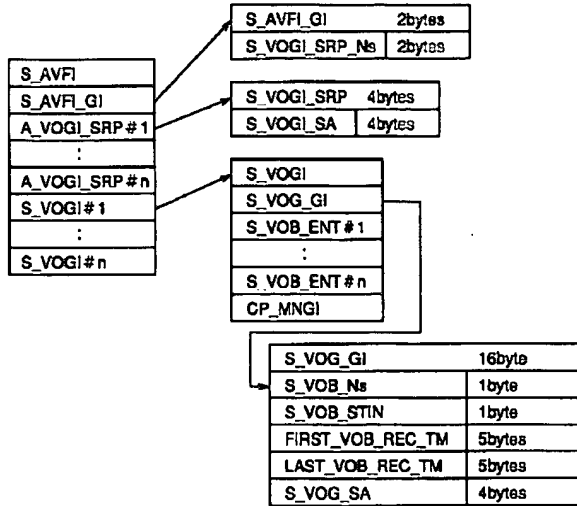 S_AVFI
S_AVFI_GI
A_VOGI_SRP#1
:
A_VOGI_SRP#n
S_VOGI#1
:
S_VOGI#n
S_AVFI_GI 2bytes
S_VOGI_SRP_Ns 2bytes
S_VOGI_SRP 4bytes
S_VOGI_SA 4bytes
S_VOGI
S_VOG_GI
S_VOB_ENT#1
:
S_VOB_ENT#n
CP_MNGI
S_VOG_GI 16byte
S_VOB_Ns 1byte
S_VOB_STIN 1byte
FIRST_VOB_REC_TM 5bytes
LAST_VOB_REC_TM 5bytes
S_VOG_SA 4bytes